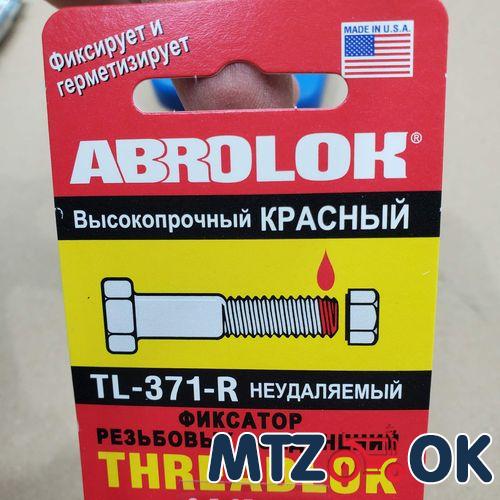 Фиксирует и
герметизирует
MADE IN U.S.A.
ABROLOK®
Высокопрочный КРАСНЫЙ
TL-371-R НЕУДАЛЯЕМЫЙ
ФИКСАТОР
THREADLOK
MTZ OK